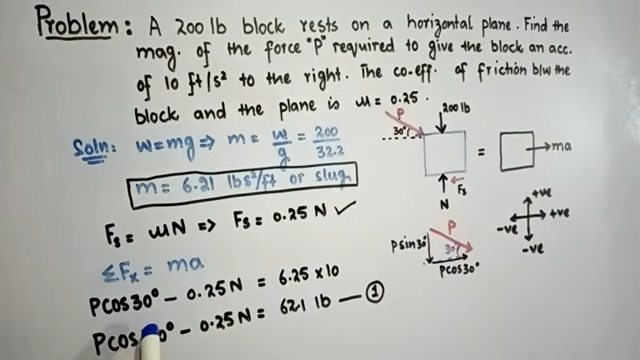 Problem: A 200 lb block rests on a horizontal plane. Find the
mag. of the force "P" required to give the block an acc.
of 10 ft/s² to the right. The co-eff. of friction b/w the
block and the plane is μ = 0.25.
Soln: w=mg => m = w/g = 200/32.2
m = 6.21 lbs²/ft or slug
Fs = μN => Fs = 0.25 N ✓
ΣFx = ma
Pcos30° - 0.25N = 6.25 x 10
Pcos 0° - 0.25N = 62.1 lb — ①
P
200 lb
30°
= → ma
Fs
N
+ve
-ve +ve
-ve
P
Psin30°
30°
Pcos30°